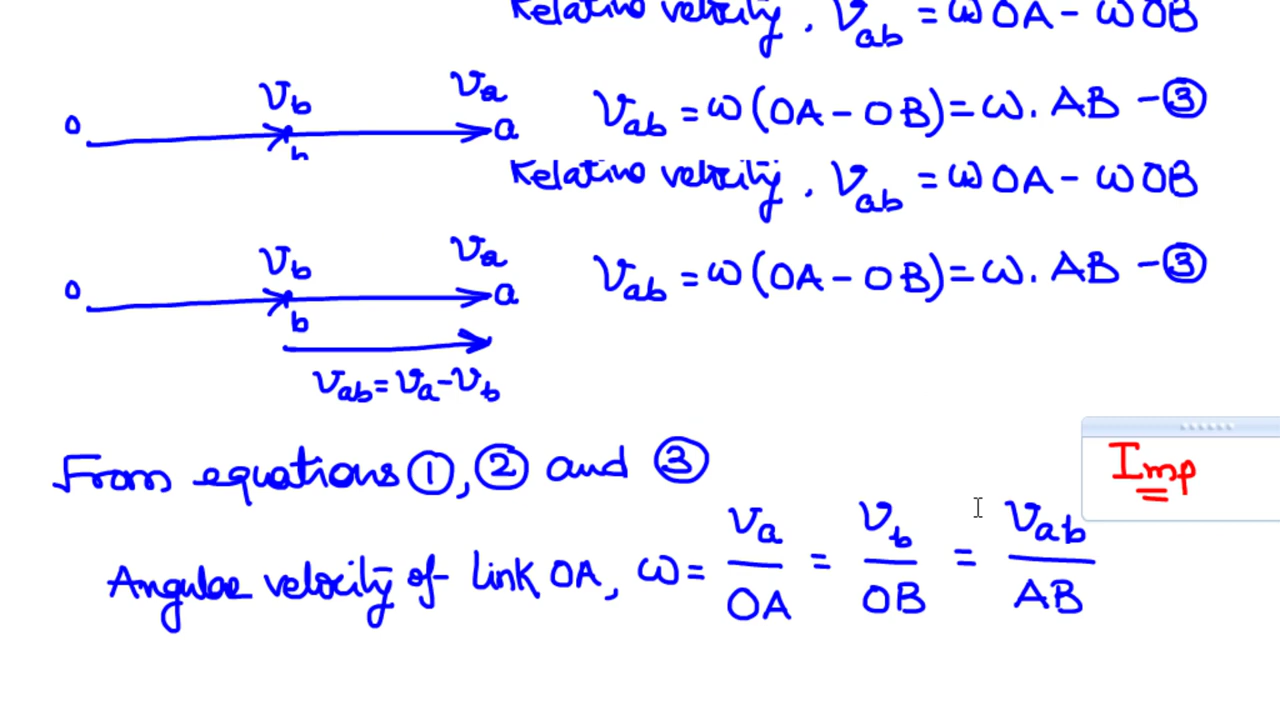 Relative velocity, Vab = ω OA - ω OB
Vb Va
o b a Vab = ω(OA - OB) = ω. AB - ③
Relative velocity, Vab = ω OA - ω OB
Vb Va
o b a Vab = ω(OA - OB) = ω. AB - ③
Vab = Va - Vb
From equations ①, ② and ③
Imp
Angular velocity of link OA, ω = Va/OA = Vb/OB = Vab/AB